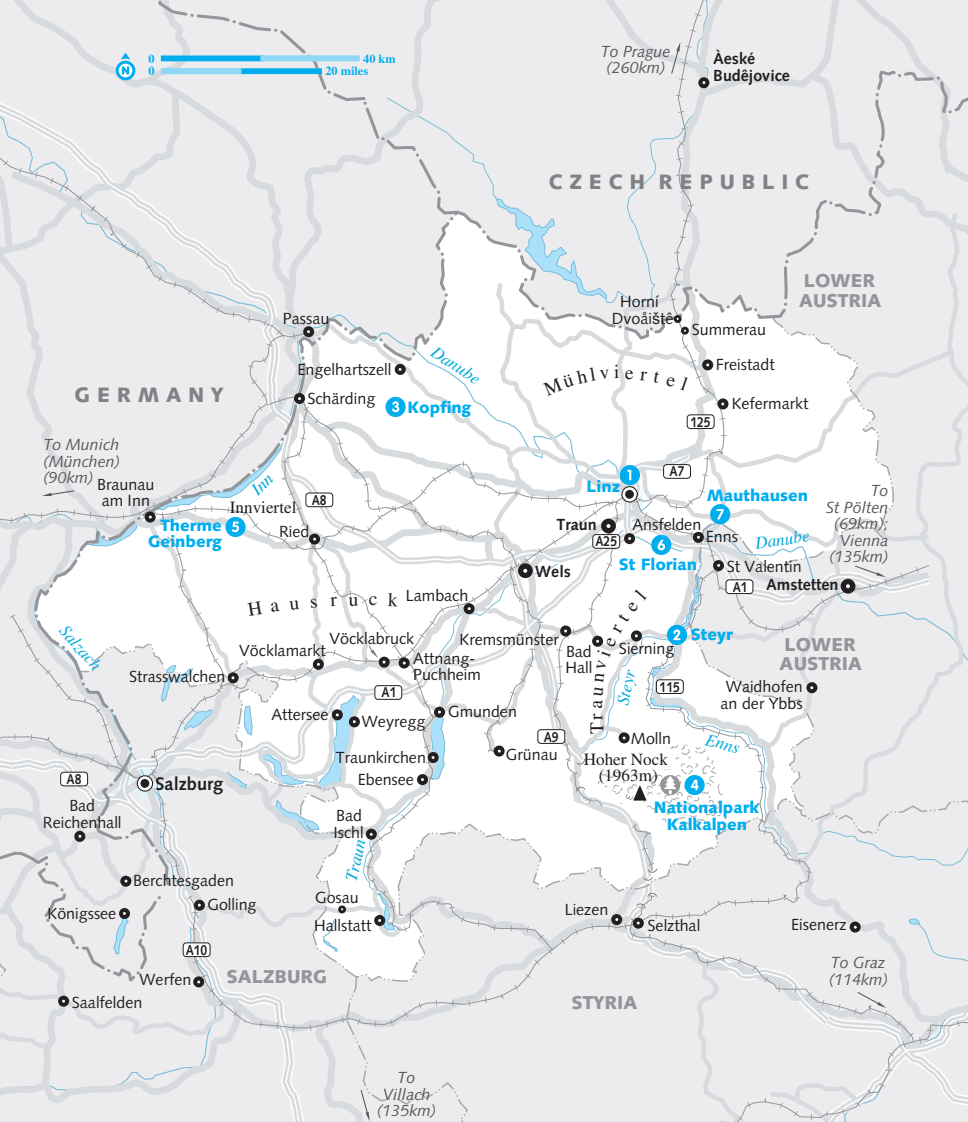 0
40 km
N
0
20 miles
To Prague
(260km)
Àeské
Budêjovice
CZECH REPUBLIC
LOWER
AUSTRIA
Horní
Dvoåištê
Summerau
Passau
Engelhartszell
Danube
Mühlviertel
Freistadt
GERMANY
Schärding
3 Kopfing
Kefermarkt
125
To Munich
(München)
(90km)
Braunau
am Inn
Inn
A8
Innviertel
1
Linz
A7
Mauthausen
7
To
St Pölten
(69km);
Vienna
(135km)
Therme
Geinberg
5
Ried
Traun
Ansfelden
A25
6
St Florian
Enns
Danube
Wels
St Valentin
A1
Amstetten
Hausruck
Lambach
Traunviertel
Salzach
Vöcklabruck
Vöcklamarkt
Kremsmünster
Bad
Hall
Sierning
2 Steyr
LOWER
AUSTRIA
Strasswalchen
Attnang-
Puchheim
A1
Steyr
115
Waidhofen
an der Ybbs
Attersee
Weyregg
Gmunden
A9
Molln
Enns
Traunkirchen
Ebensee
Grünau
Hoher Nock
(1963m)
4
Nationalpark
Kalkalpen
A8
Salzburg
Bad
Reichenhall
Bad
Ischl
Traun
Berchtesgaden
Königssee
Golling
Gosau
Hallstatt
Liezen
Selzthal
Eisenerz
A10
Werfen
SALZBURG
To Graz
(114km)
Saalfelden
STYRIA
To
Villach
(135km)